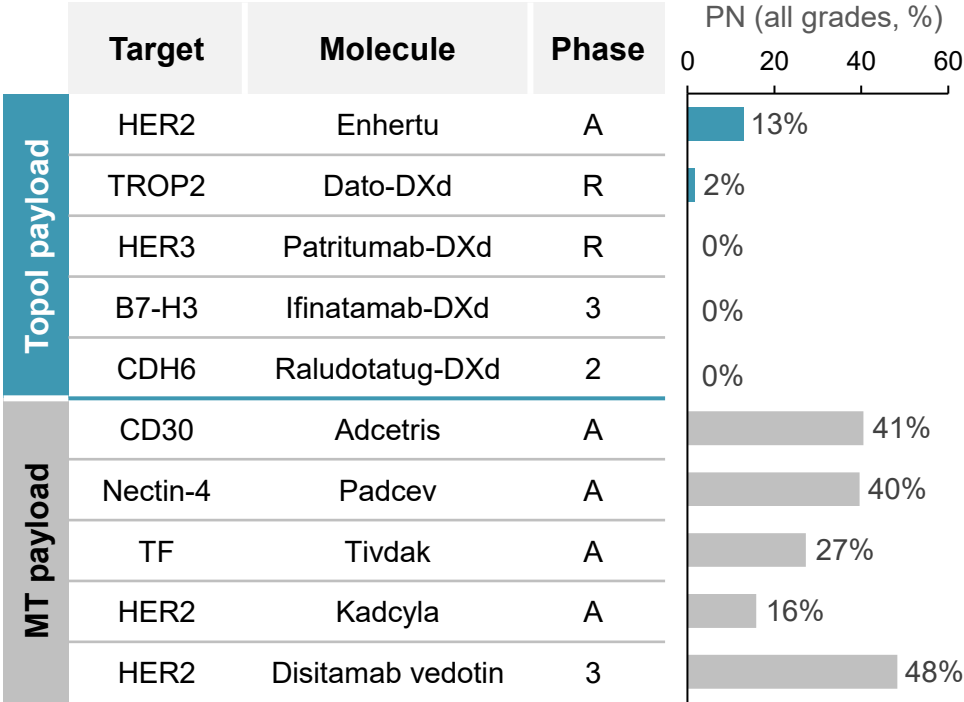 PN (all grades, %)
Target Molecule Phase
0 20 40 60
TopoI payload
HER2 Enhertu A 13%
TROP2 Dato-DXd R 2%
HER3 Patritumab-DXd R 0%
B7-H3 Ifinatamab-DXd 3 0%
CDH6 Raludotatug-DXd 2 0%
MT payload
CD30 Adcetris A 41%
Nectin-4 Padcev A 40%
TF Tivdak A 27%
HER2 Kadcyla A 16%
HER2 Disitamab vedotin 3 48%